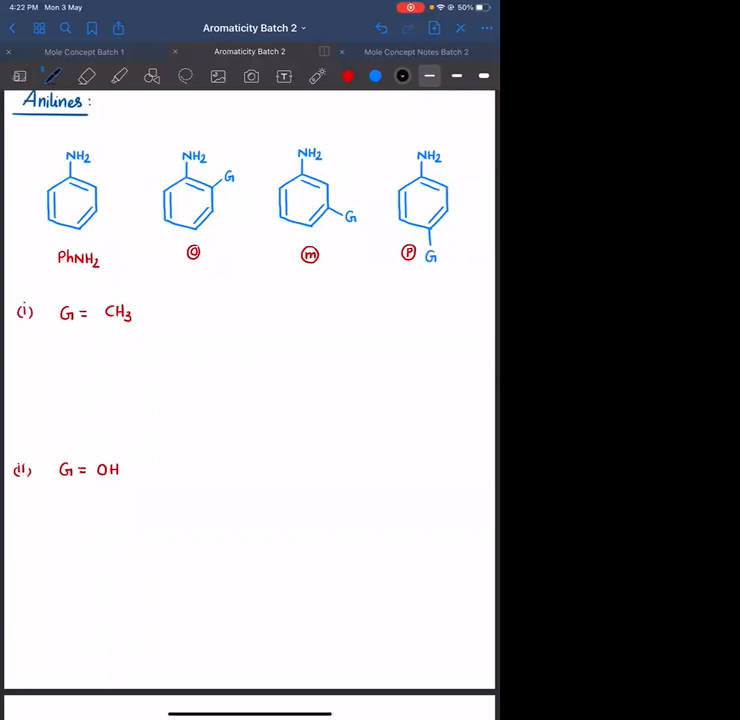 4:22 PM Mon 3 May
50%
Aromaticity Batch 2
Mole Concept Batch 1
Aromaticity Batch 2
Mole Concept Notes Batch 2
Anilines :
NH2 NH2 NH2 NH2
G
G
PhNH2 o m p G
(i) G = CH3
(ii) G = OH